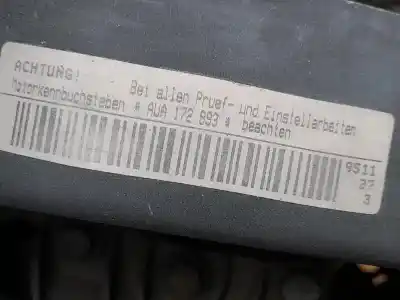 ACHTUNG! Bei allen Pruef- und Einstellarbeiten
Motorkennbuchstaben * AUA 172 893 * beachten
9511
27
3